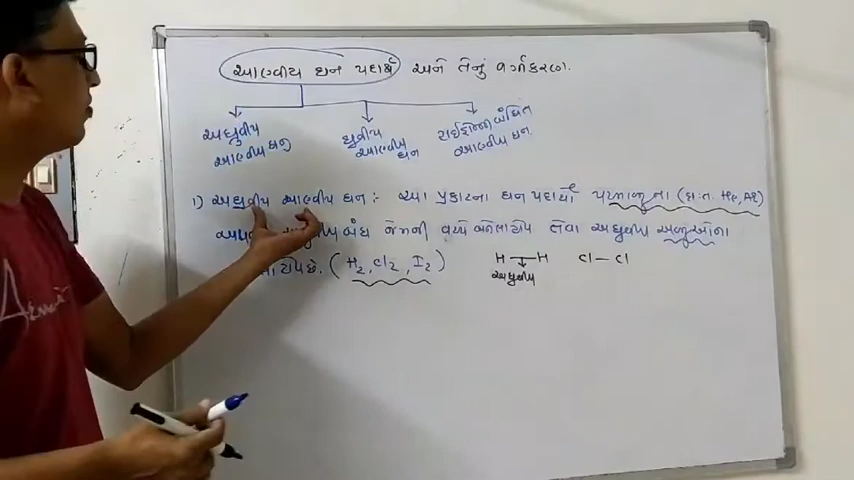 આણ્વીય ઘન પદાર્થ અને તેનું વર્ગીકરણ.
અધ્રુવીય આણ્વીય ઘન
ધ્રુવીય આણ્વીય ઘન
હાઈડ્રોજન બંધિત આણ્વીય ઘન
1) અધ્રુવીય આણ્વીય ઘન :- આ પ્રકારના ઘન પદાર્થો પરમાણુના (દા.ત. He, Ar)
બંધ જેમની વચ્ચે બનેલા હોય તેવા અધ્રુવીય અણુઓના
હોય છે. (H2, Cl2, I2) H—H Cl—Cl
અધ્રુવીય